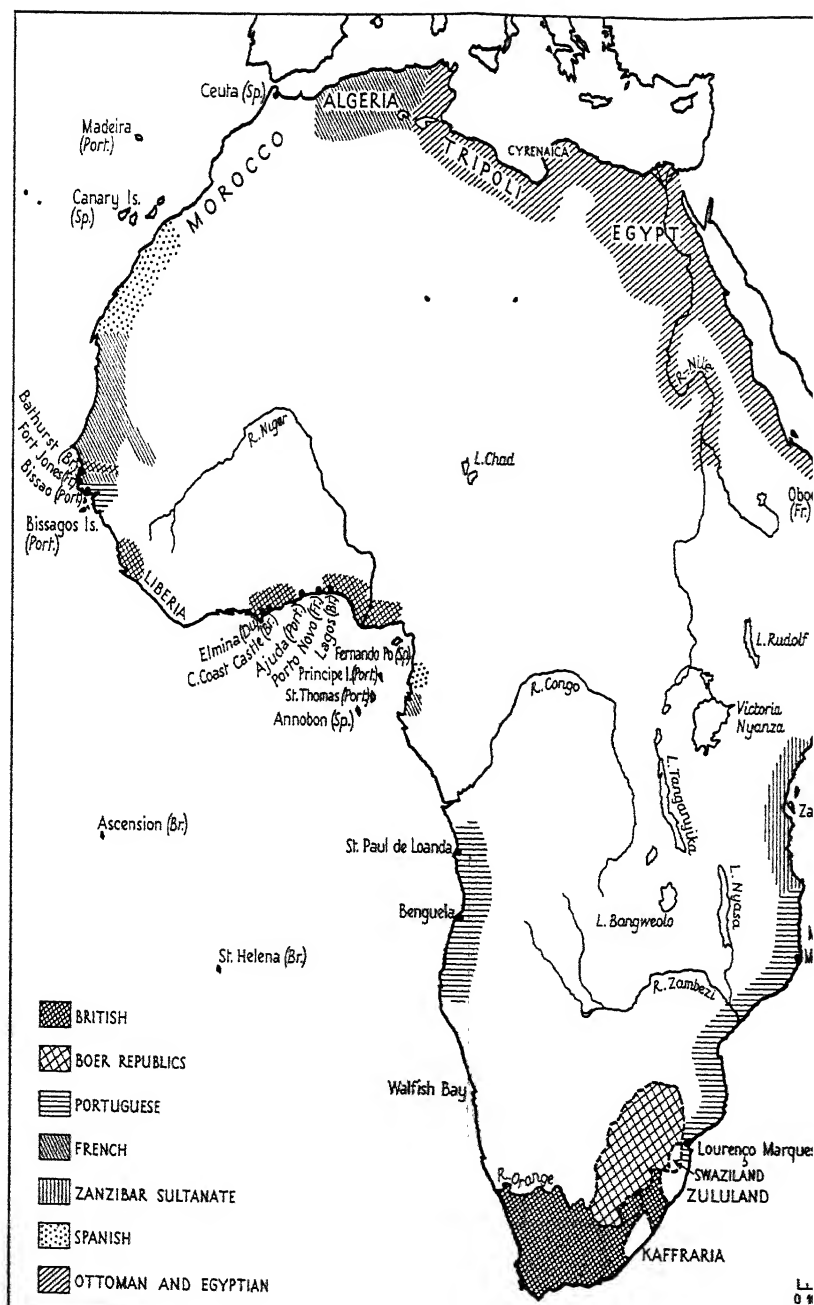 Ceuta (Sp.)
ALGERIA
Madeira
(Port.)
MOROCCO
TRIPOLI
CYRENAICA
Canary Is.
(Sp.)
EGYPT
R. Nile
Bathurst (Br.)
Fort Jones (Fr.)
Bissao (Port.)
Bissagos Is.
(Port.)
R. Niger
L. Chad
(Fr.)
LIBERIA
Elmina (Du.)
C. Coast Castle (Br.)
Ajuda (Port.)
Porto Novo (Fr.)
Lagos (Br.)
Fernando Po (Sp.)
Principe I. (Port.)
St. Thomas (Port.)
Annobon (Sp.)
L. Rudolf
R. Congo
Victoria
Nyanza
L. Tanganyika
Ascension (Br.)
St. Paul de Loanda
Benguela
L. Nyasa
L. Bangweolo
St. Helena (Br.)
R. Zambezi
BRITISH
BOER REPUBLICS
Walfish Bay
PORTUGUESE
FRENCH
Lourenço Marques
SWAZILAND
R. Orange
ZULULAND
ZANZIBAR SULTANATE
SPANISH
KAFFRARIA
OTTOMAN AND EGYPTIAN